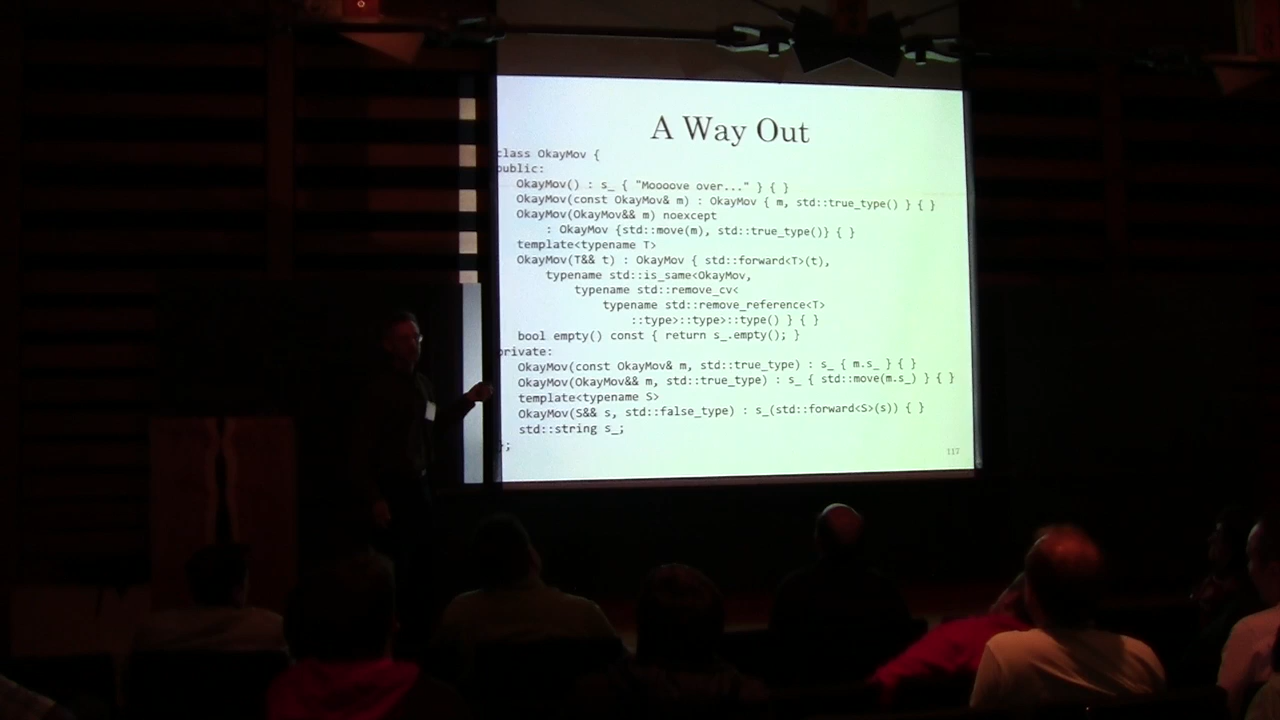 A Way Out
class OkayMov {
public:
OkayMov() : s_ { "Moooove over..." } { }
OkayMov(const OkayMov& m) : OkayMov { m, std::true_type() } { }
OkayMov(OkayMov&& m) noexcept
: OkayMov {std::move(m), std::true_type()} { }
template<typename T>
OkayMov(T&& t) : OkayMov { std::forward<T>(t),
typename std::is_same<OkayMov,
typename std::remove_cv<
typename std::remove_reference<T>
::type>::type>::type() } { }
bool empty() const { return s_.empty(); }
private:
OkayMov(const OkayMov& m, std::true_type) : s_ { m.s_ } { }
OkayMov(OkayMov&& m, std::true_type) : s_ { std::move(m.s_) } { }
template<typename S>
OkayMov(S&& s, std::false_type) : s_(std::forward<S>(s)) { }
std::string s_;
};
117